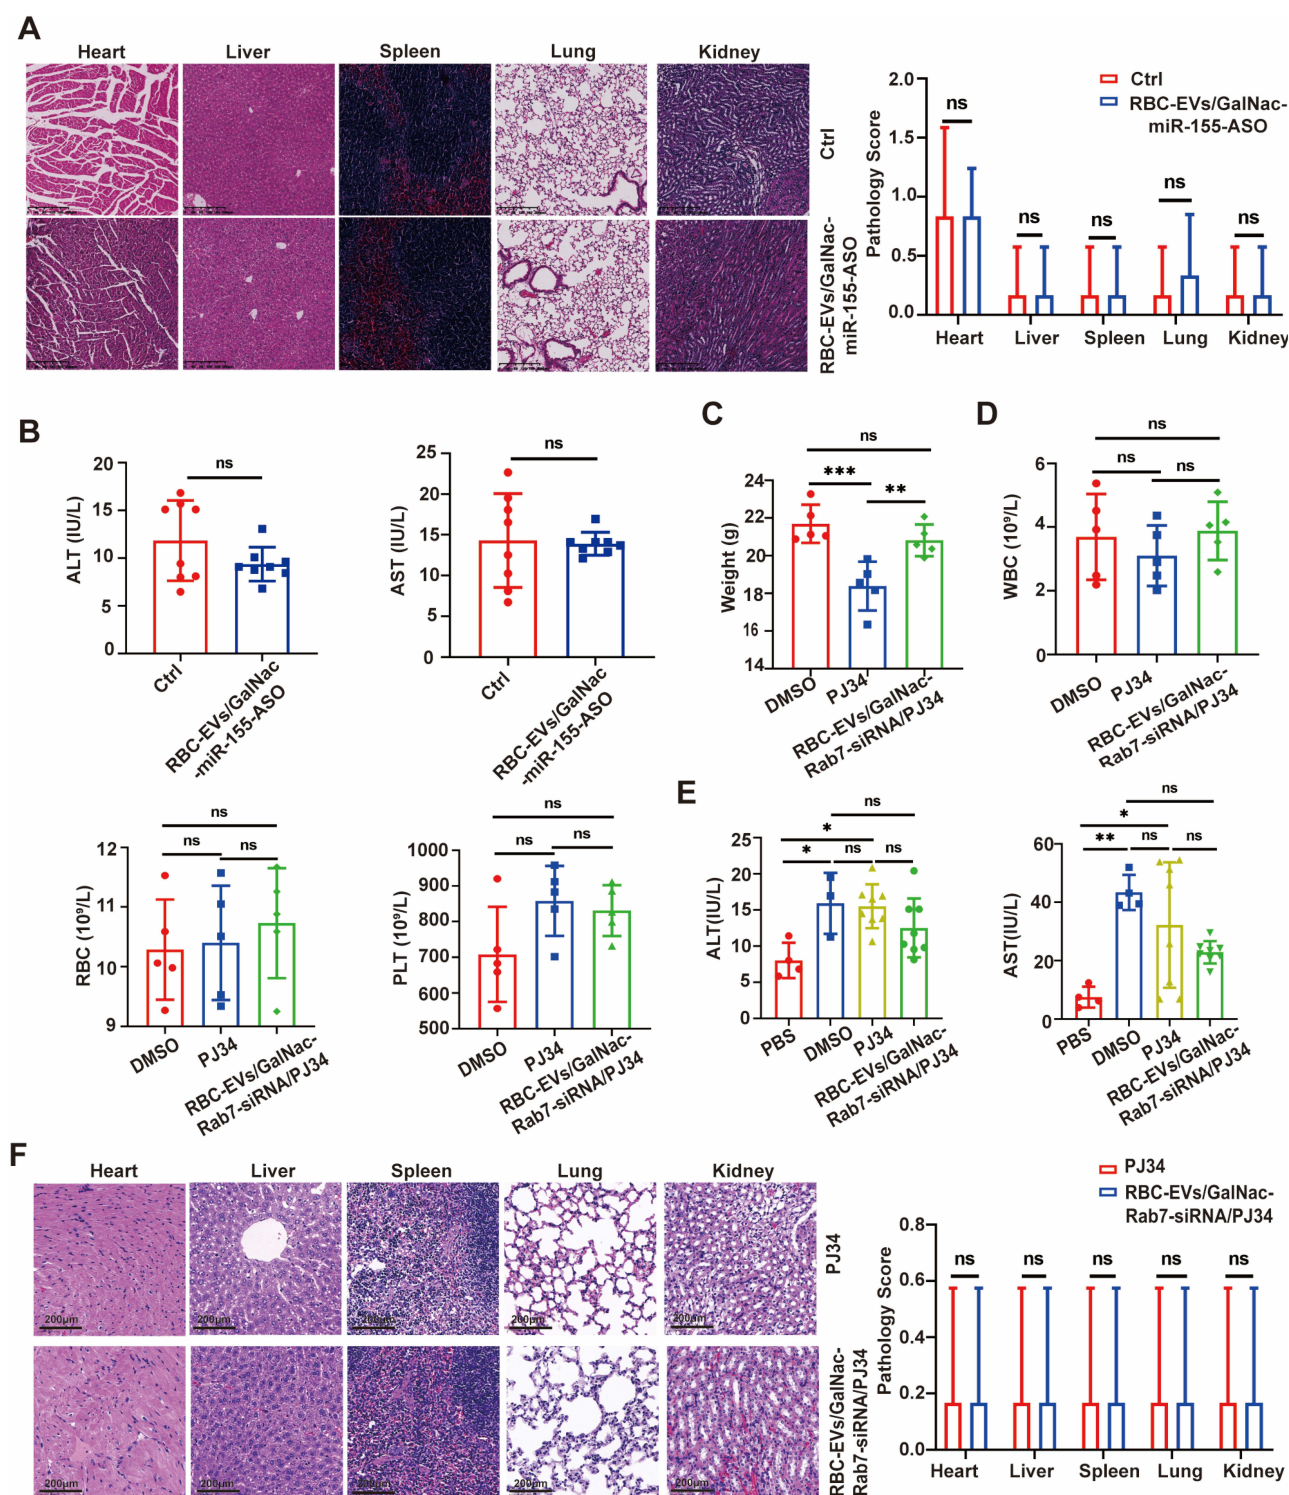 A
Heart
Liver
Spleen
Lung
Kidney
Ctrl
RBC-EVs/GalNac-
miR-155-ASO
Ctrl
RBC-EVs/GalNac-
miR-155-ASO
Pathology Score
2.0
1.5
1.0
0.5
0.0
ns
ns
ns
ns
ns
Heart
Liver
Spleen
Lung
Kidney
B
ALT (IU/L)
20
15
10
5
0
ns
Ctrl
RBC-EVs/GalNac
-miR-155-ASO
AST (IU/L)
25
20
15
10
5
0
ns
Ctrl
RBC-EVs/GalNac
-miR-155-ASO
C
Weight (g)
22
20
18
16
14
ns
***
**
DMSO
PJ34
RBC-EVs/GalNac-
Rab7-siRNA/PJ34
D
WBC (10⁹/L)
6
4
2
0
ns
ns
ns
DMSO
PJ34
RBC-EVs/GalNac-
Rab7-siRNA/PJ34
RBC (10⁹/L)
12
11
10
9
ns
ns
ns
DMSO
PJ34
RBC-EVs/GalNac-
Rab7-siRNA/PJ34
PLT (10⁹/L)
1000
900
800
700
600
500
ns
ns
ns
DMSO
PJ34
RBC-EVs/GalNac-
Rab7-siRNA/PJ34
E
ALT(IU/L)
25
20
15
10
5
0
ns
*
*
ns
ns
PBS
DMSO
PJ34
RBC-EVs/GalNac-
Rab7-siRNA/PJ34
AST(IU/L)
60
40
20
0
ns
*
**
ns
ns
PBS
DMSO
PJ34
RBC-EVs/GalNac-
Rab7-siRNA/PJ34
F
Heart
Liver
Spleen
Lung
Kidney
PJ34
200μm
200μm
200μm
200μm
200μm
RBC-EVs/GalNac-
Rab7-siRNA/PJ34
200μm
200μm
200μm
200μm
200μm
PJ34
RBC-EVs/GalNac-
Rab7-siRNA/PJ34
Pathology Score
0.8
0.6
0.4
0.2
0.0
ns
ns
ns
ns
ns
Heart
Liver
Spleen
Lung
Kidney